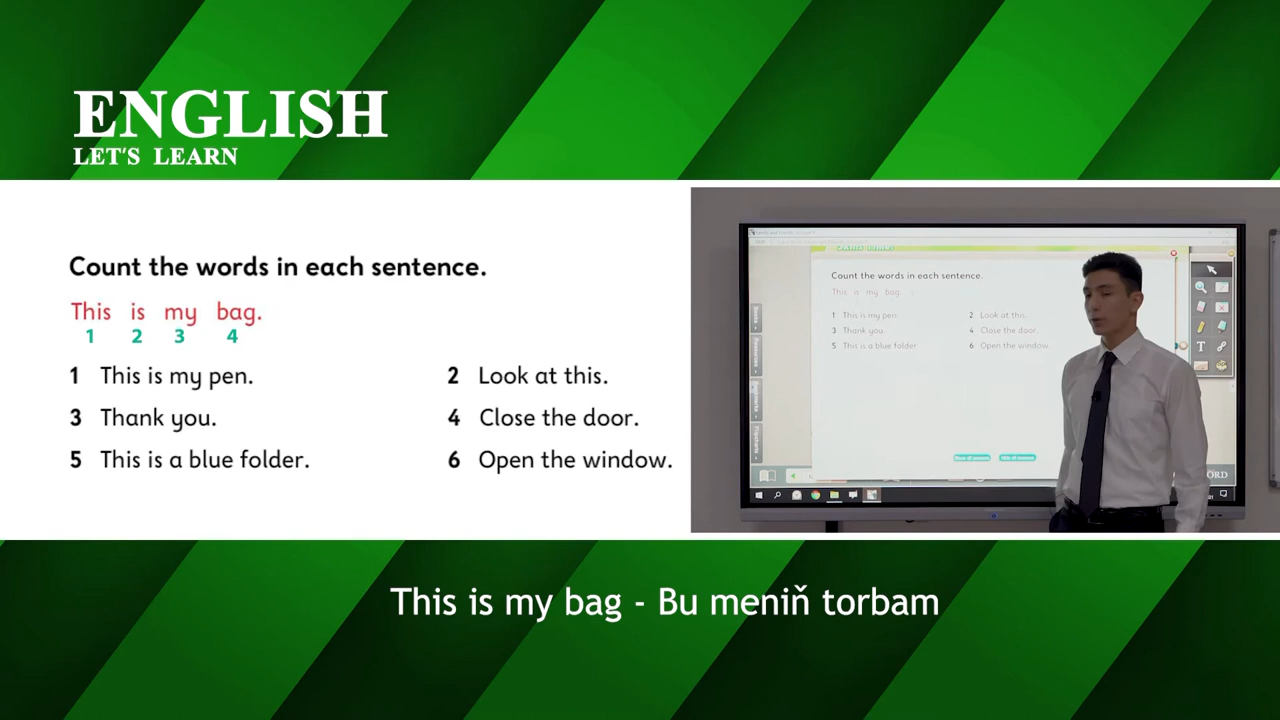 ENGLISH
LET'S LEARN
Count the words in each sentence.
This is my bag.
1 2 3 4
1 This is my pen.
2 Look at this.
3 Thank you.
4 Close the door.
5 This is a blue folder.
6 Open the window.
Count the words in each sentence.
This is my bag.
1 This is my pen.
2 Look at this.
3 Thank you.
4 Close the door.
5 This is a blue folder
6 Open the window.
This is my bag - Bu meniň torbam